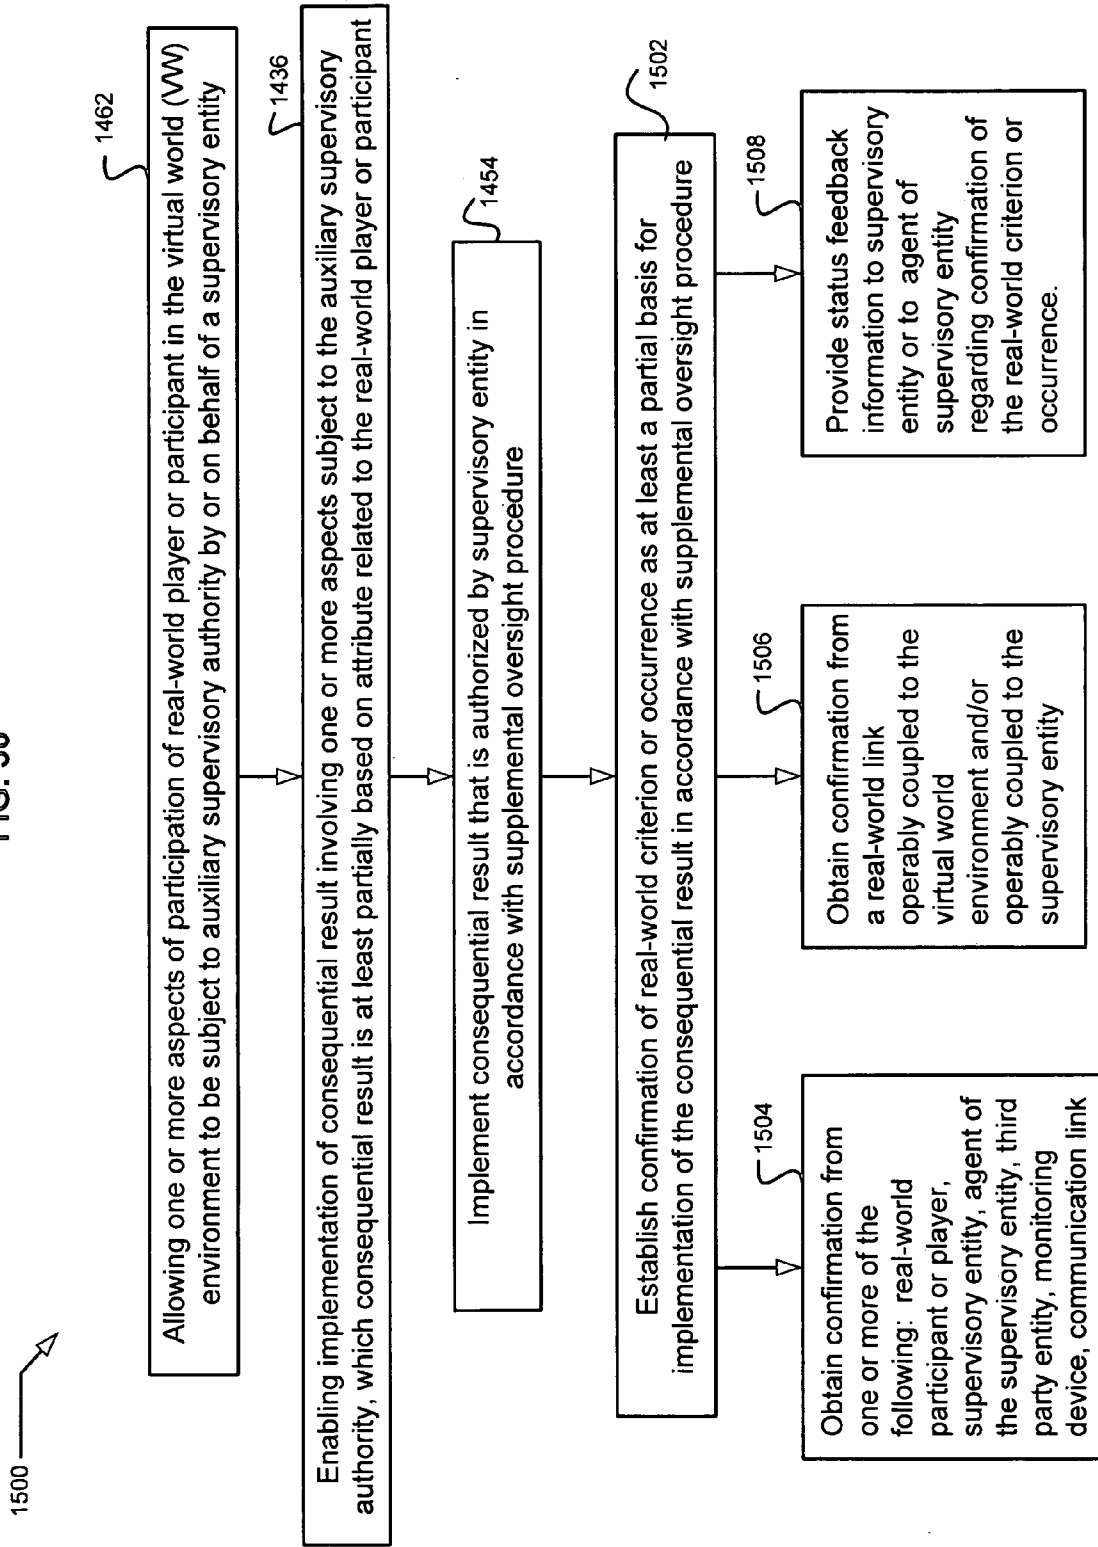 1500
1462
Allowing one or more aspects of participation of real-world player or participant in the virtual world (VW)
environment to be subject to auxiliary supervisory authority by or on behalf of a supervisory entity
1436
Enabling implementation of consequential result involving one or more aspects subject to the auxiliary supervisory
authority, which consequential result is at least partially based on attribute related to the real-world player or participant
1454
Implement consequential result that is authorized by supervisory entity in
accordance with supplemental oversight procedure
1502
Establish confirmation of real-world criterion or occurrence as at least a partial basis for
implementation of the consequential result in accordance with supplemental oversight procedure
1504
Obtain confirmation from
one or more of the
following: real-world
participant or player,
supervisory entity, agent of
the supervisory entity, third
party entity, monitoring
device, communication link
1506
Obtain confirmation from
a real-world link
operably coupled to the
virtual world
environment and/or
operably coupled to the
supervisory entity
1508
Provide status feedback
information to supervisory
entity or to agent of
supervisory entity
regarding confirmation of
the real-world criterion or
occurrence.